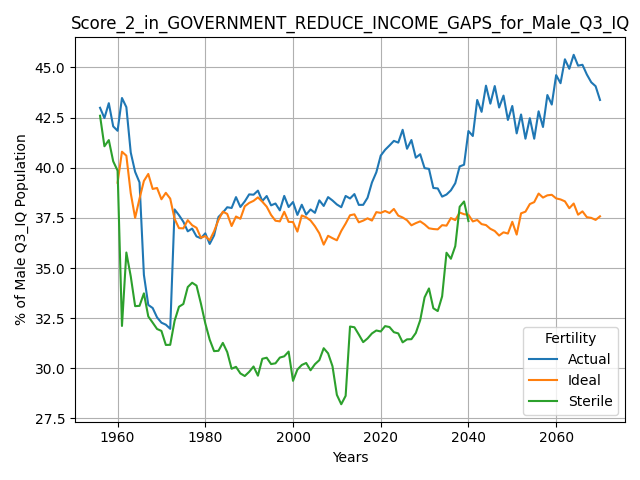 Score_2_in_GOVERNMENT_REDUCE_INCOME_GAPS_for_Male_Q3_IQ
% of Male Q3_IQ Population
45.0
42.5
40.0
37.5
35.0
32.5
30.0
27.5
Fertility
Actual
Ideal
Sterile
1960 1980 2000 2020 2040 2060
Years